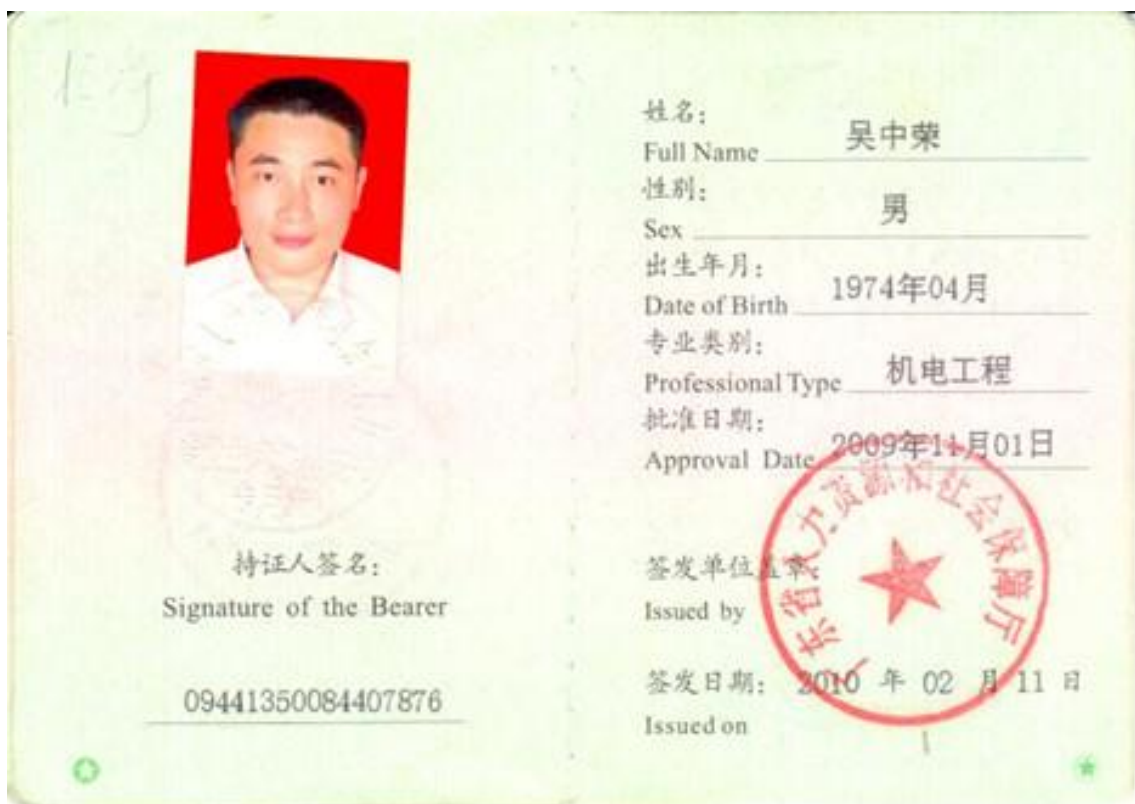 持证人签名:
Signature of the Bearer
09441350084407876
姓名:
吴中荣
Full Name
性别:
男
Sex
出生年月:
1974年04月
Date of Birth
专业类别:
机电工程
Professional Type
批准日期:
2009年11月01日
Approval Date
广东省人力资源和社会保障厅
签发单位盖章
Issued by
签发日期: 2010 年 02 月 11 日
Issued on